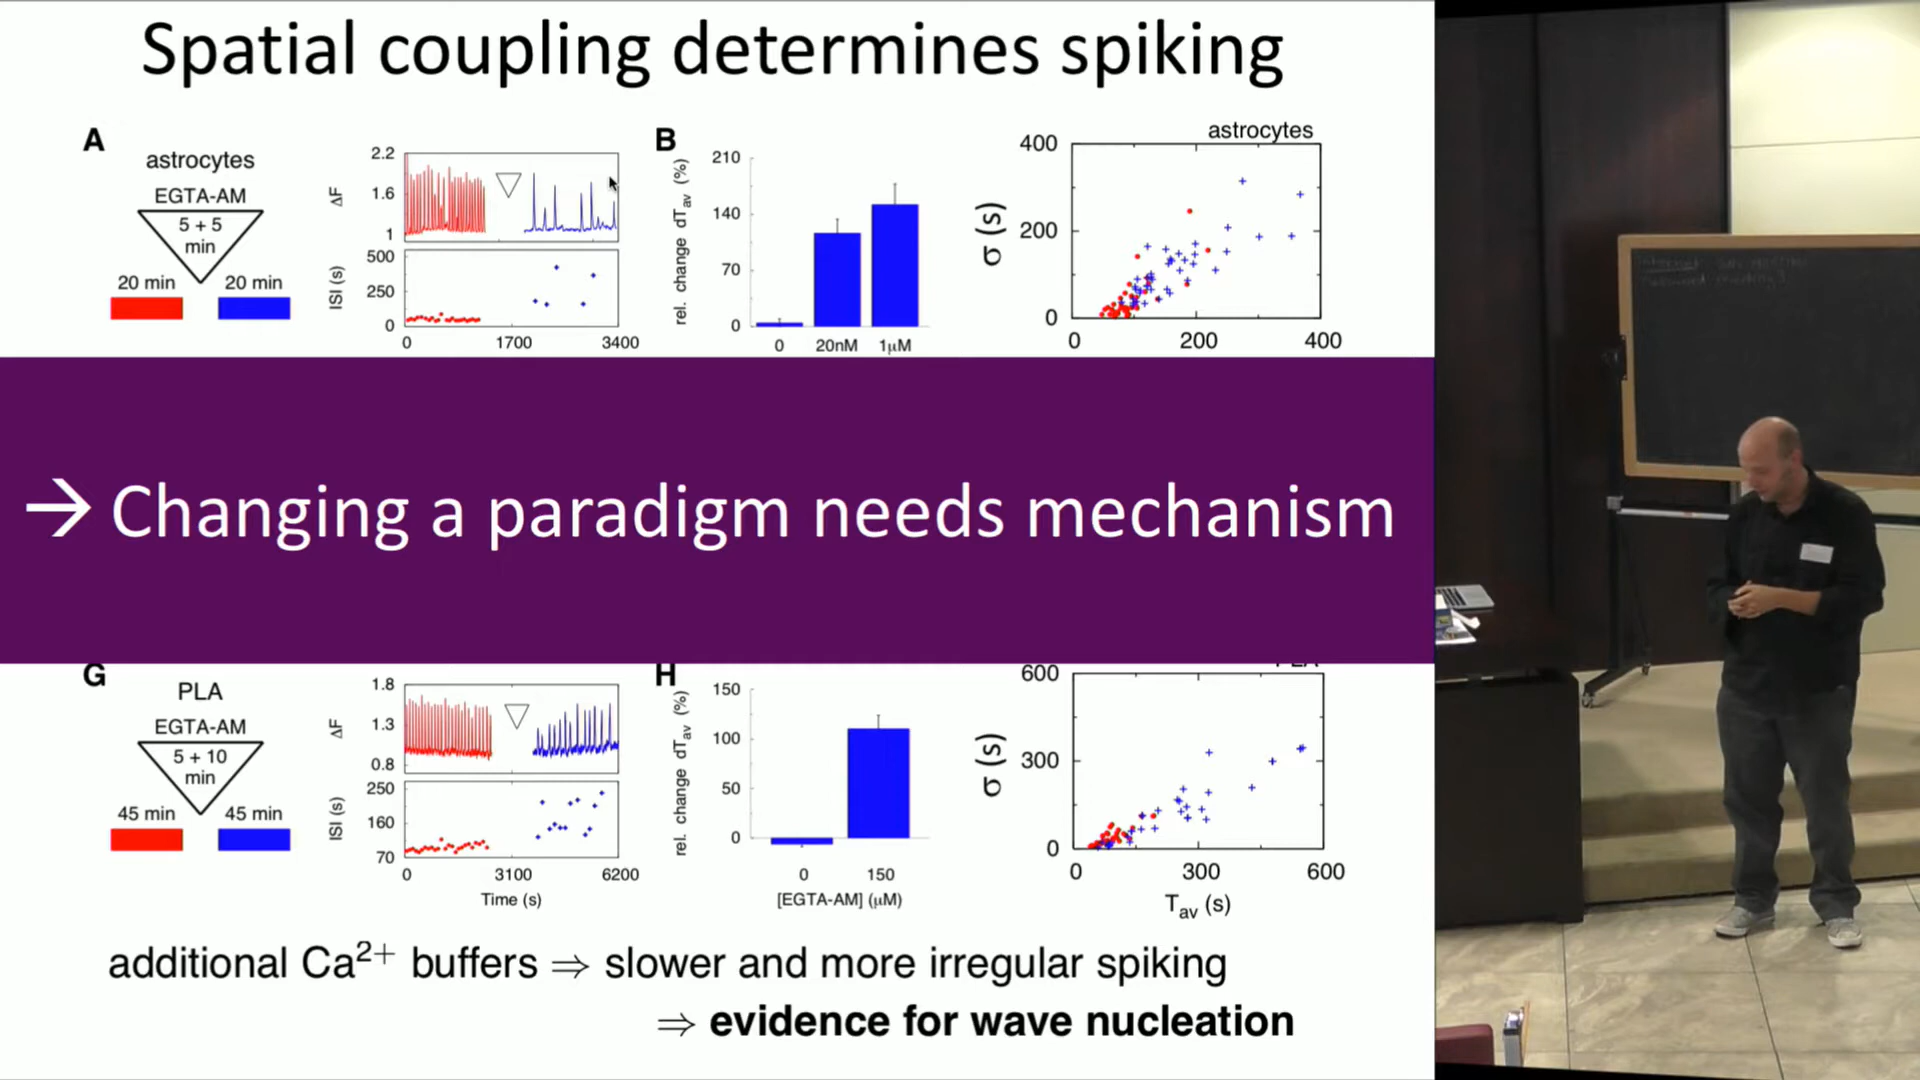 Spatial coupling determines spiking
A
astrocytes
EGTA-AM
5 + 5
min
20 min 20 min
ΔF
2.2
1.6
1
ISI (s)
500
250
0
0 1700 3400
B
rel. change dTav (%)
210
140
70
0
0 20nM 1μM
astrocytes
σ (s)
400
200
0
0 200 400
→ Changing a paradigm needs mechanism
G
PLA
EGTA-AM
5 + 10
min
45 min 45 min
ΔF
1.8
1.3
0.8
ISI (s)
250
160
70
0 3100 6200
Time (s)
H
rel. change dTav (%)
150
100
50
0
0 150
[EGTA-AM] (μM)
σ (s)
600
300
0
0 300 600
Tav (s)
additional Ca²⁺ buffers ⇒ slower and more irregular spiking
⇒ evidence for wave nucleation